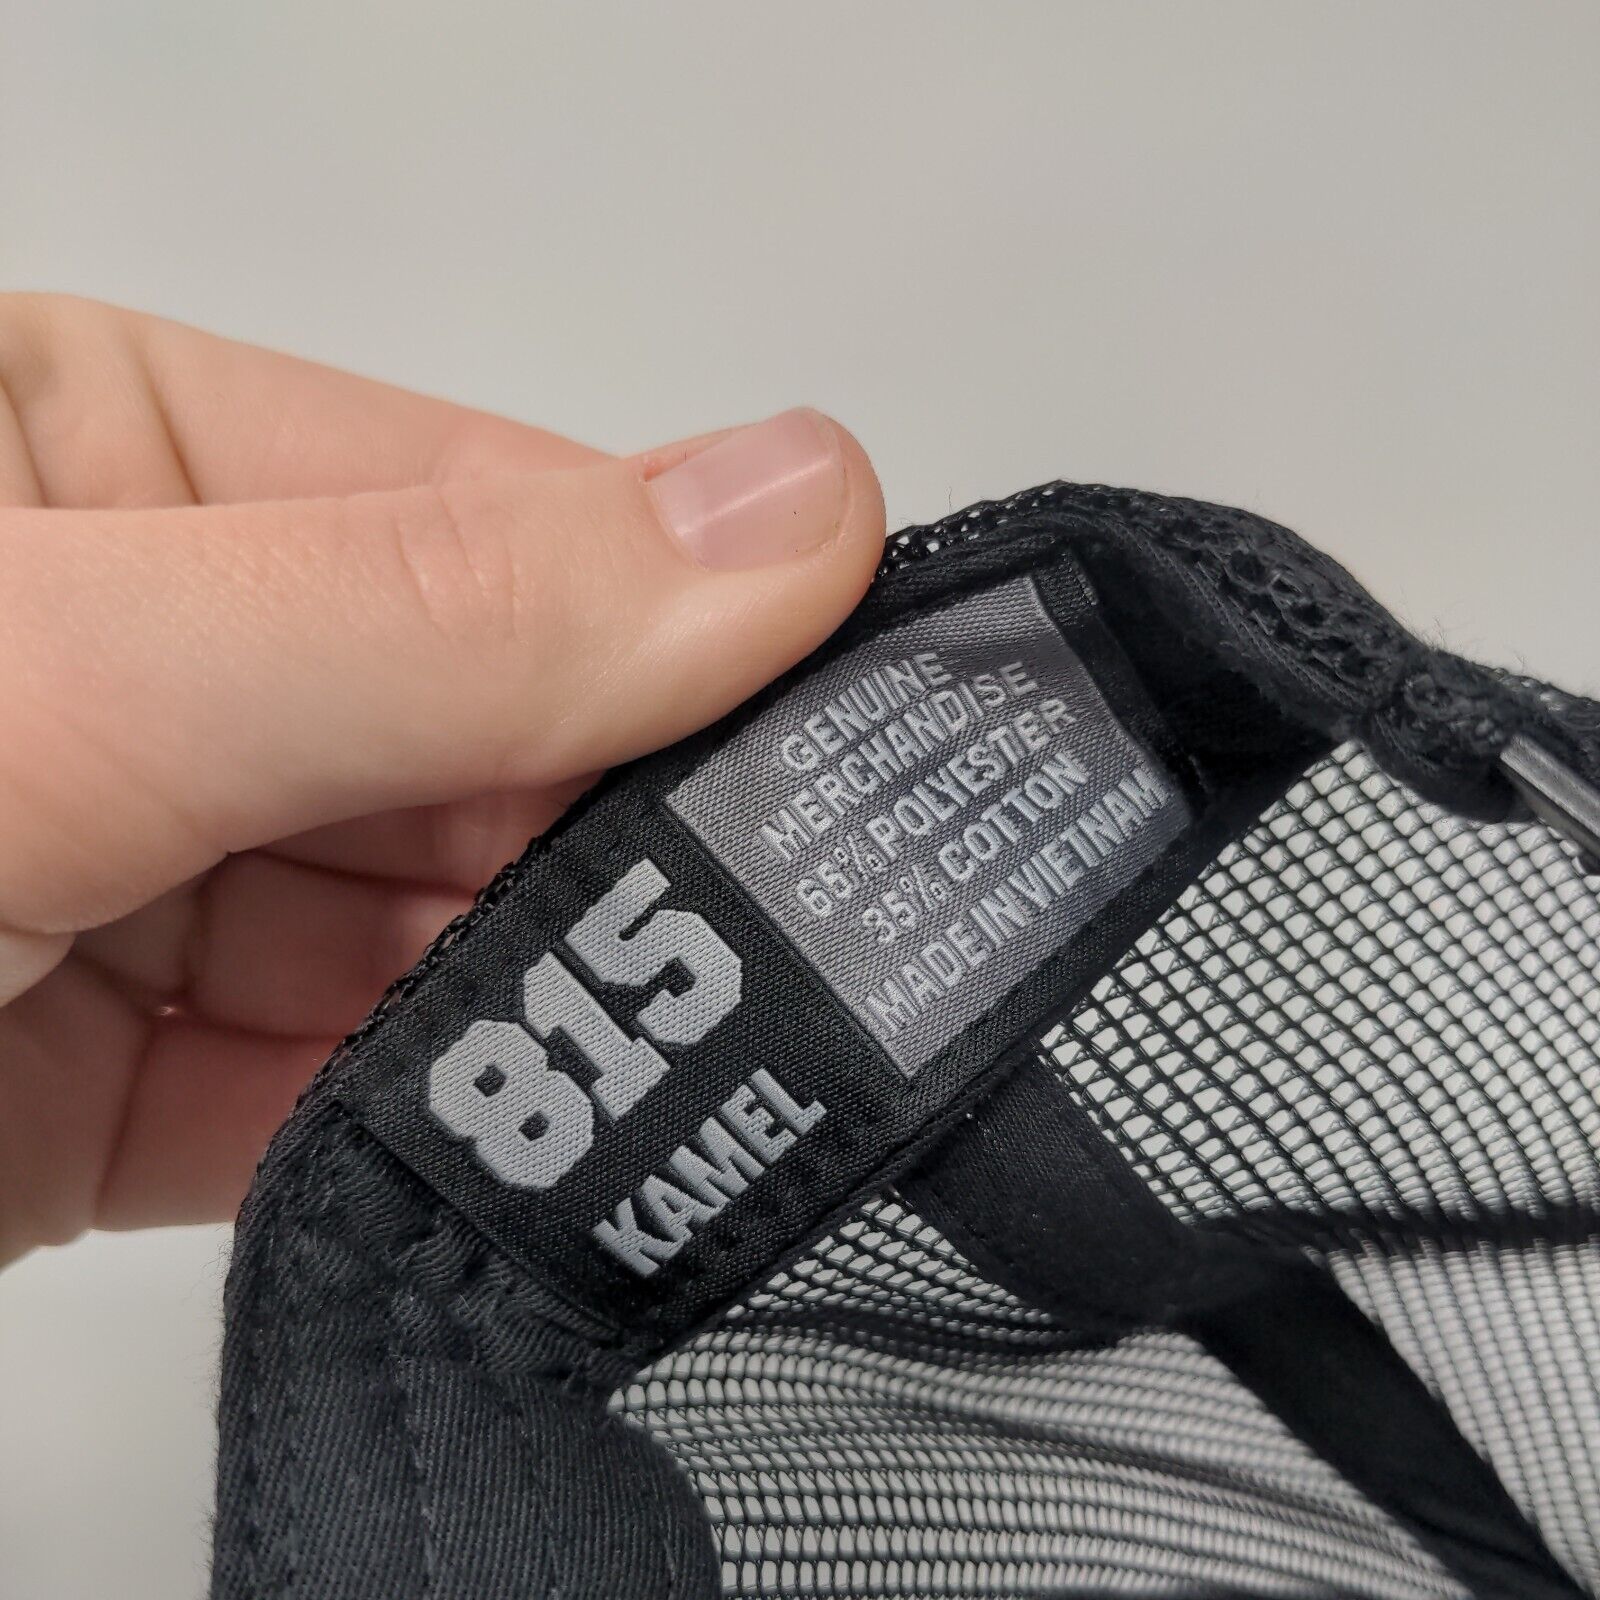 815
KAMEL
GENUINE
MERCHANDISE
65% POLYESTER
35% COTTON
MADE IN VIETNAM